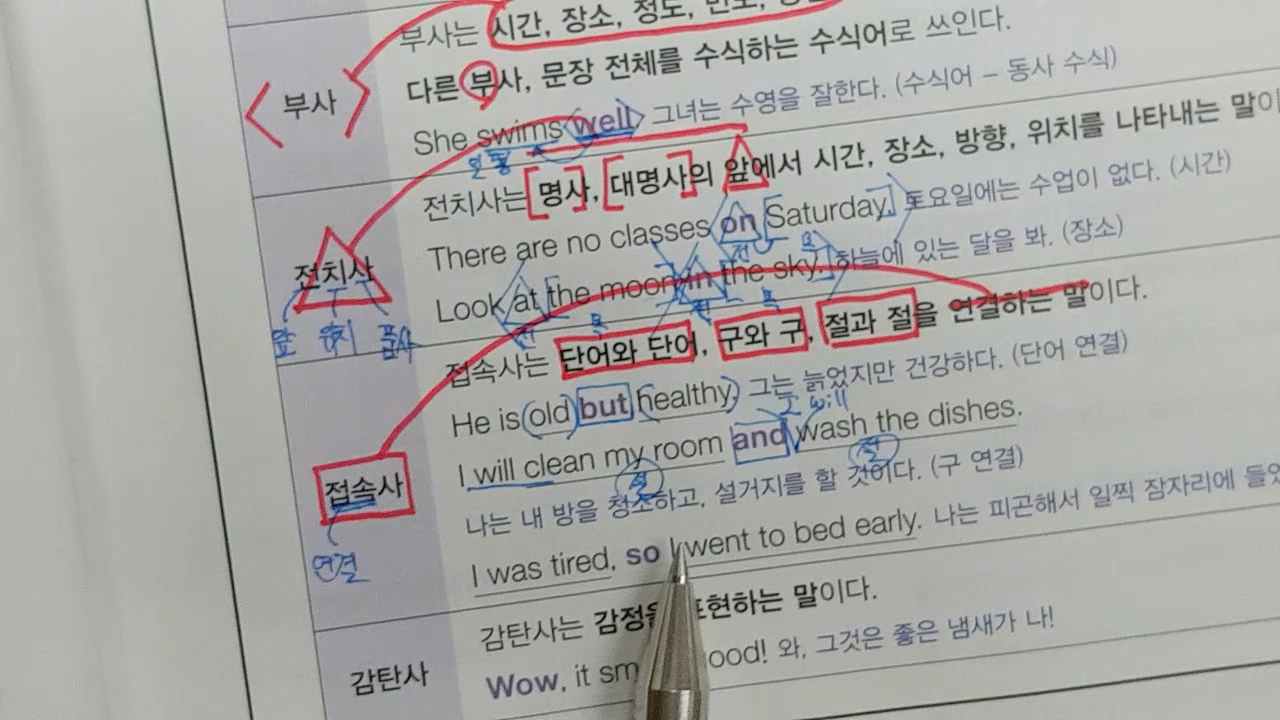 부사는 시간, 장소, 정도, 빈도,
다른 부사, 문장 전체를 수식하는 수식어로 쓰인다.
부사
She swims well 그녀는 수영을 잘한다. (수식어 – 동사 수식)
전치사는 명사, 대명사의 앞에서 시간, 장소, 방향, 위치를 나타내는 말이
There are no classes on Saturday. 토요일에는 수업이 없다. (시간)
전치사
Look at the moon in the sky. 하늘에 있는 달을 봐. (장소)
전 목 전 목
접속사는 단어와 단어, 구와 구, 절과 절을 연결하는 말이다.
He is old but healthy. 그는 늙었지만 건강하다. (단어 연결)
I will
I will clean my room and wash the dishes.
절 절
접속사
나는 내 방을 청소하고, 설거지를 할 것이다. (구 연결)
연결
I was tired, so I went to bed early. 나는 피곤해서 일찍 잠자리에 들었
감탄사는 감정을 표현하는 말이다.
감탄사
Wow, it sm ood! 와, 그것은 좋은 냄새가 나!